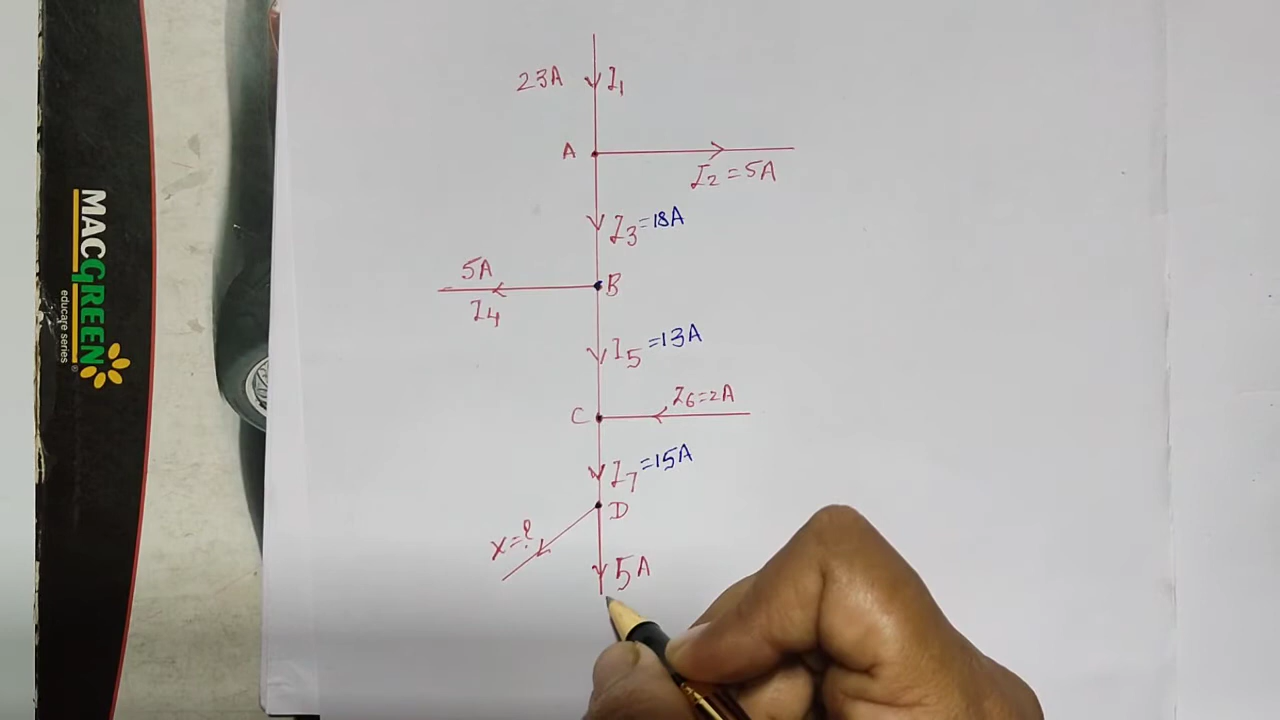 23A I₁
A
I₂ = 5A
I₃ = 18A
5A
B
I₄
I₅ = 13A
I₆ = 2A
C
I₇ = 15A
D
x = ?
5A
MACGREEN®
educare series